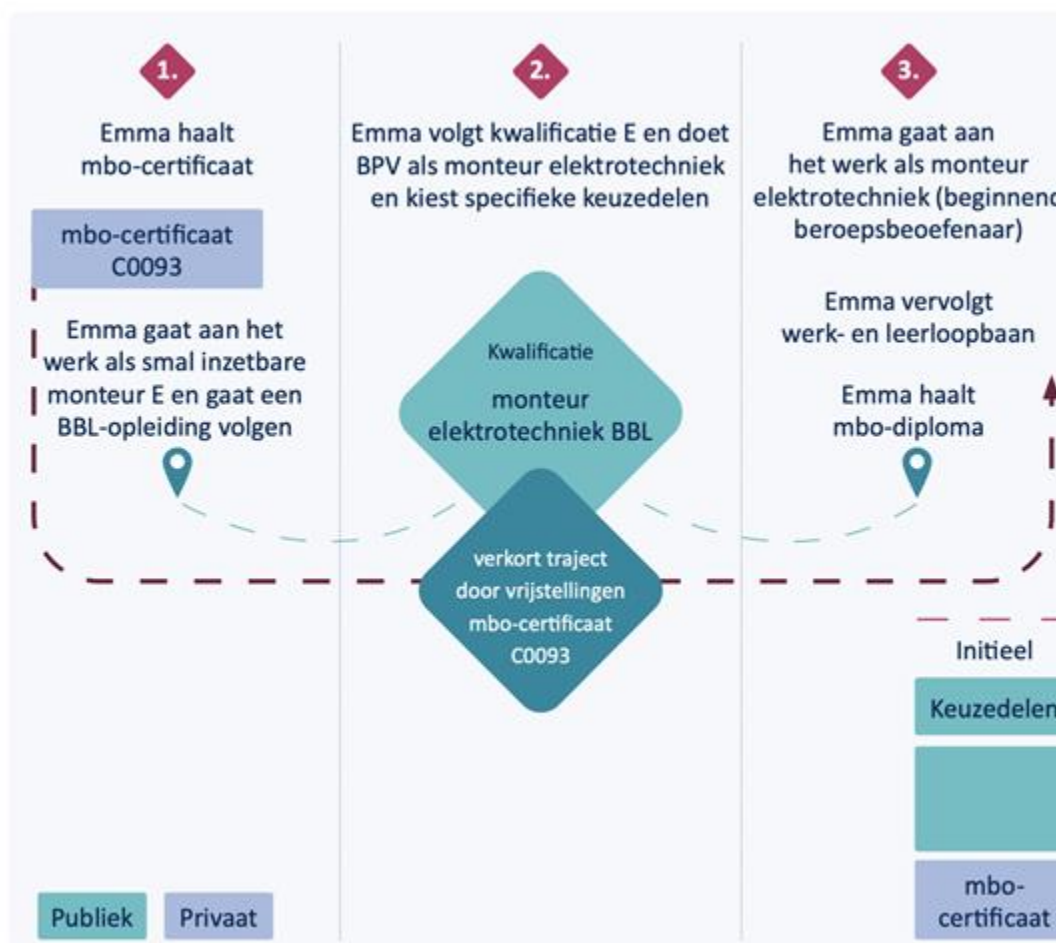 1.
Emma haalt
mbo-certificaat
mbo-certificaat
C0093
Emma gaat aan het
werk als smal inzetbare
monteur E en gaat een
BBL-opleiding volgen
2.
Emma volgt kwalificatie E en doet
BPV als monteur elektrotechniek
en kiest specifieke keuzedelen
Kwalificatie
monteur
elektrotechniek BBL
verkort traject
door vrijstellingen
mbo-certificaat
C0093
3.
Emma gaat aan
het werk als monteur
elektrotechniek (beginnend
beroepsbeoefenaar)
Emma vervolgt
werk- en leerloopbaan
Emma haalt
mbo-diploma
Initieel
Keuzedelen
mbo-
certificaat
Publiek
Privaat